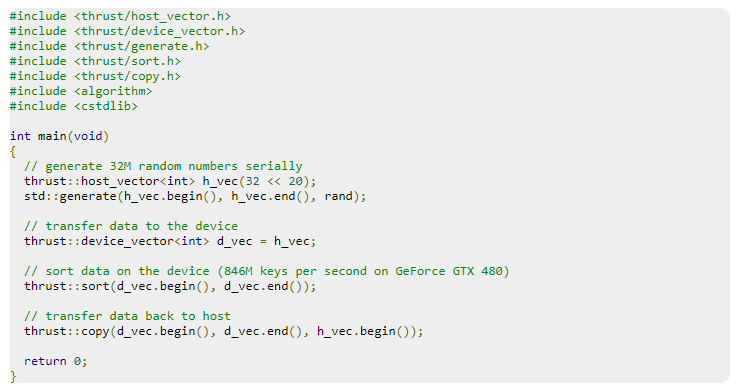 #include <thrust/host_vector.h>
#include <thrust/device_vector.h>
#include <thrust/generate.h>
#include <thrust/sort.h>
#include <thrust/copy.h>
#include <algorithm>
#include <cstdlib>

int main(void)
{
  // generate 32M random numbers serially
  thrust::host_vector<int> h_vec(32 << 20);
  std::generate(h_vec.begin(), h_vec.end(), rand);

  // transfer data to the device
  thrust::device_vector<int> d_vec = h_vec;

  // sort data on the device (846M keys per second on GeForce GTX 480)
  thrust::sort(d_vec.begin(), d_vec.end());

  // transfer data back to host
  thrust::copy(d_vec.begin(), d_vec.end(), h_vec.begin());

  return 0;
}